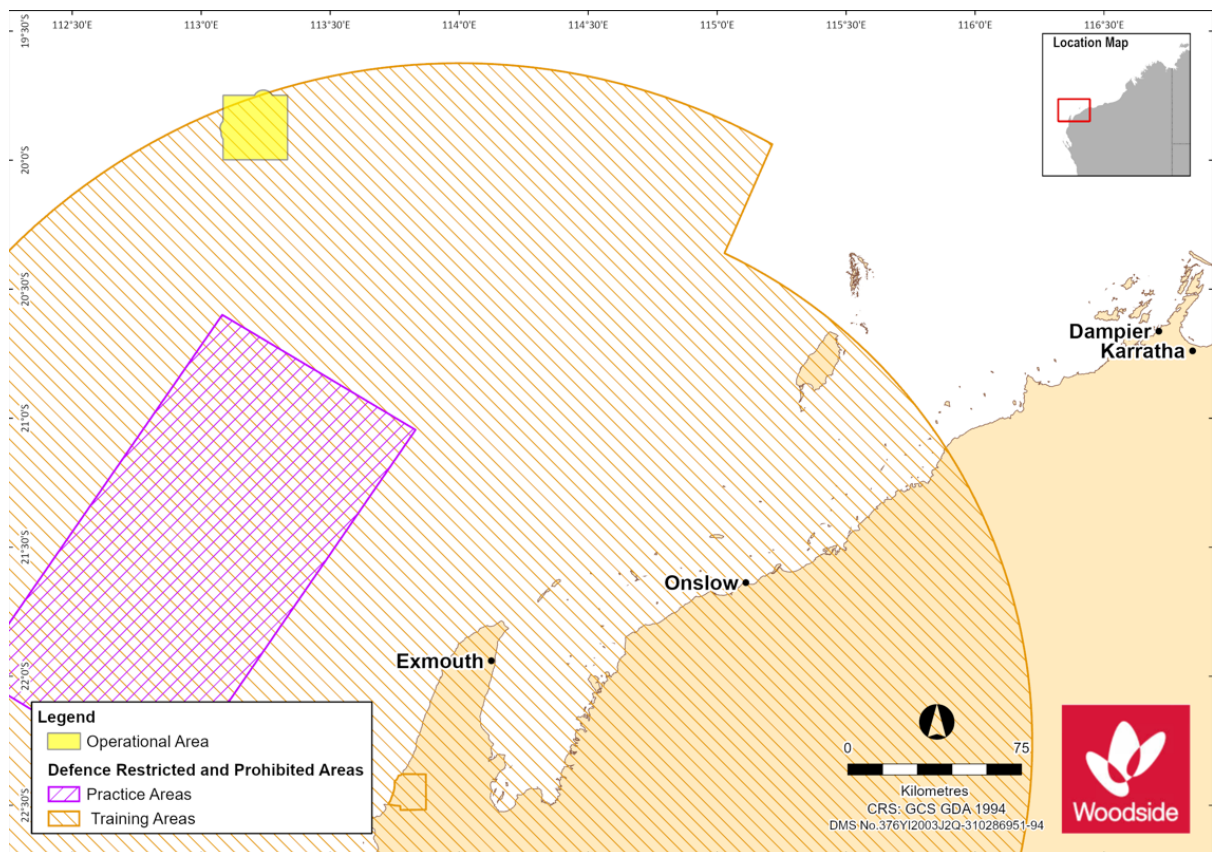 112°30'E 113°0'E 113°30'E 114°0'E 114°30'E 115°0'E 115°30'E 116°0'E 116°30'E
19°30'S
20°0'S
20°30'S
21°0'S
21°30'S
22°0'S
22°30'S
Location Map
Dampier
Karratha
Onslow
Exmouth
Legend
Operational Area
Defence Restricted and Prohibited Areas
Practice Areas
Training Areas
0 75
Kilometres
CRS: GCS GDA 1994
DMS No.376YI2003J2Q-310286951-94
Woodside